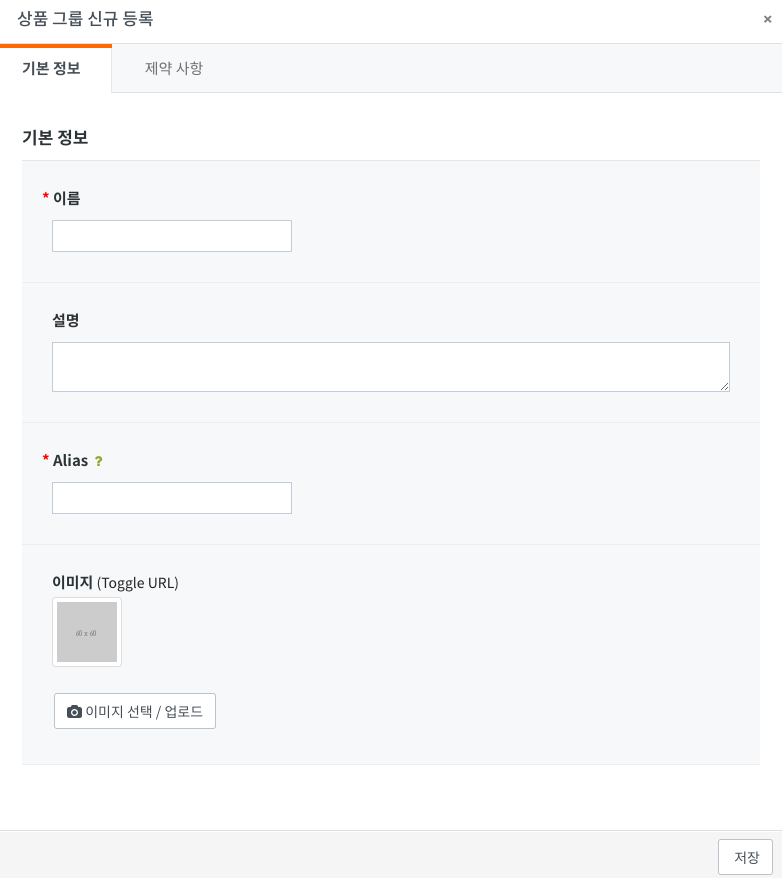 상품 그룹 신규 등록
×
기본 정보
제약 사항
기본 정보
* 이름
설명
* Alias ?
이미지 (Toggle URL)
60 x 60
이미지 선택 / 업로드
저장